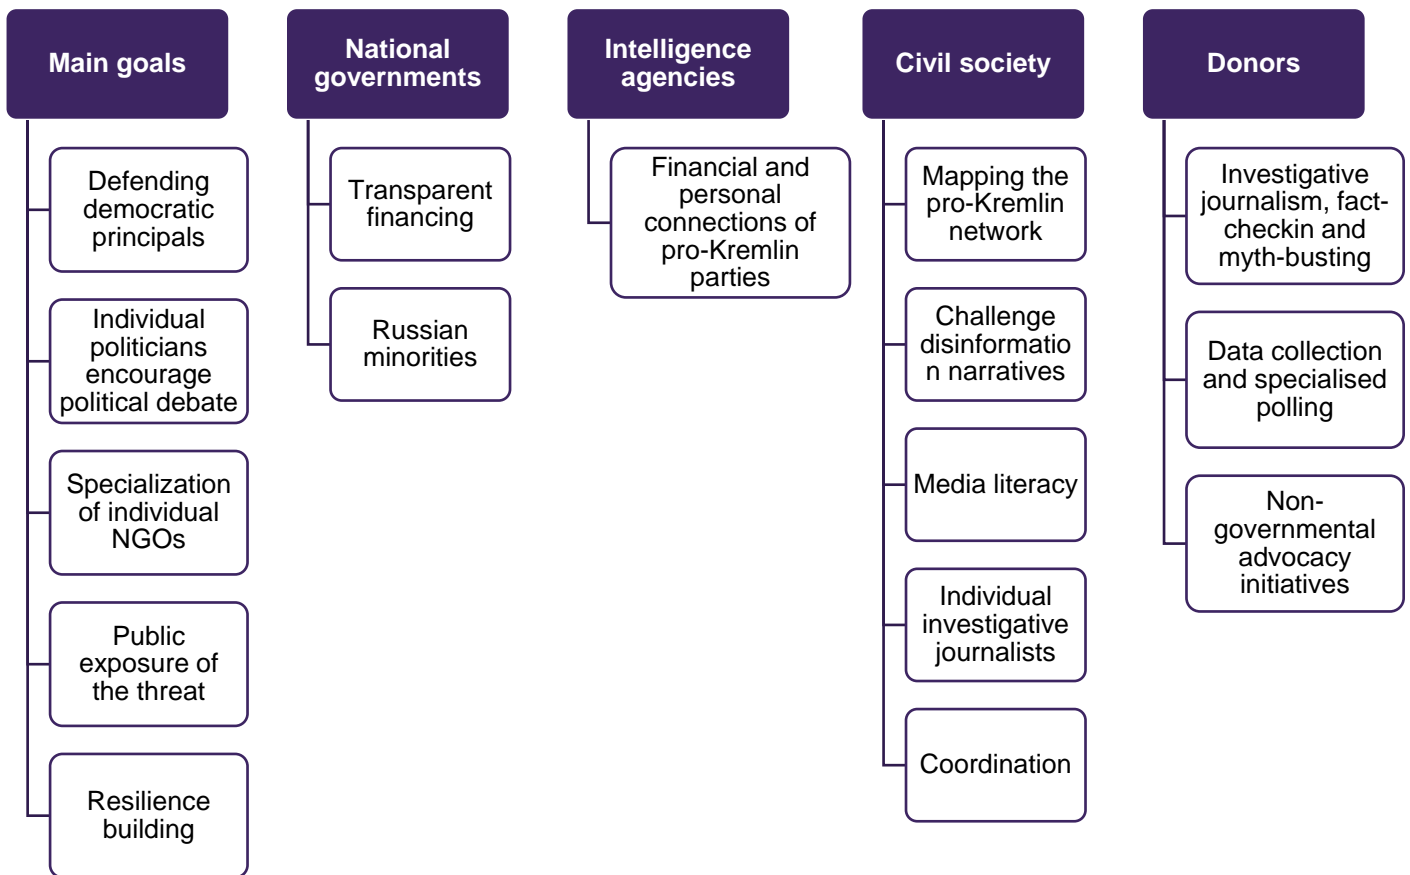 Main goals
Defending
democratic
principals
Individual
politicians
encourage
political debate
Specialization
of individual
NGOs
Public
exposure of
the threat
Resilience
building
National
governments
Transparent
financing
Russian
minorities
Intelligence
agencies
Financial and
personal
connections of
pro-Kremlin
parties
Civil society
Mapping the
pro-Kremlin
network
Challenge
disinformatio
n narratives
Media literacy
Individual
investigative
journalists
Coordination
Donors
Investigative
journalism, fact-
checkin and
myth-busting
Data collection
and specialised
polling
Non-
governmental
advocacy
initiatives